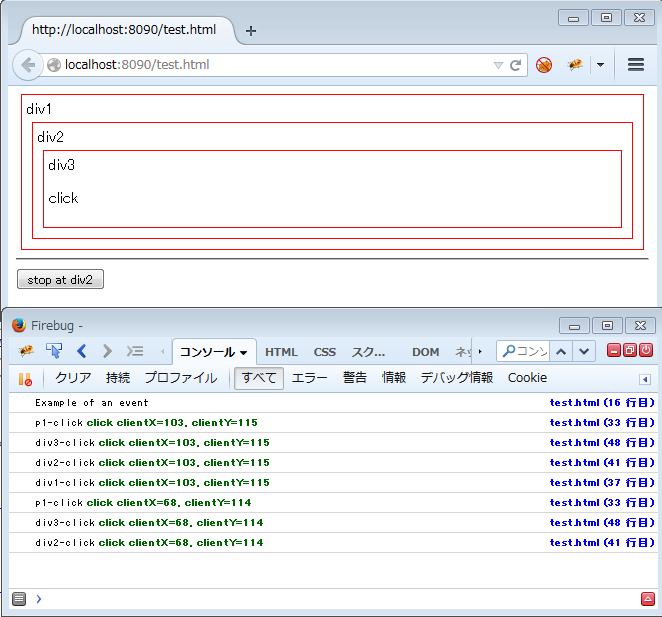 http://localhost:8090/test.html
localhost:8090/test.html
div1
div2
div3
click
stop at div2
Firebug -
コンソール HTML CSS スク... DOM ネッ コンソ
クリア 持続 プロファイル すべて エラー 警告 情報 デバッグ情報 Cookie
Example of an event test.html (16 行目)
p1-click click clientX=103, clientY=115 test.html (33 行目)
div3-click click clientX=103, clientY=115 test.html (48 行目)
div2-click click clientX=103, clientY=115 test.html (41 行目)
div1-click click clientX=103, clientY=115 test.html (37 行目)
p1-click click clientX=68, clientY=114 test.html (33 行目)
div3-click click clientX=68, clientY=114 test.html (48 行目)
div2-click click clientX=68, clientY=114 test.html (41 行目)